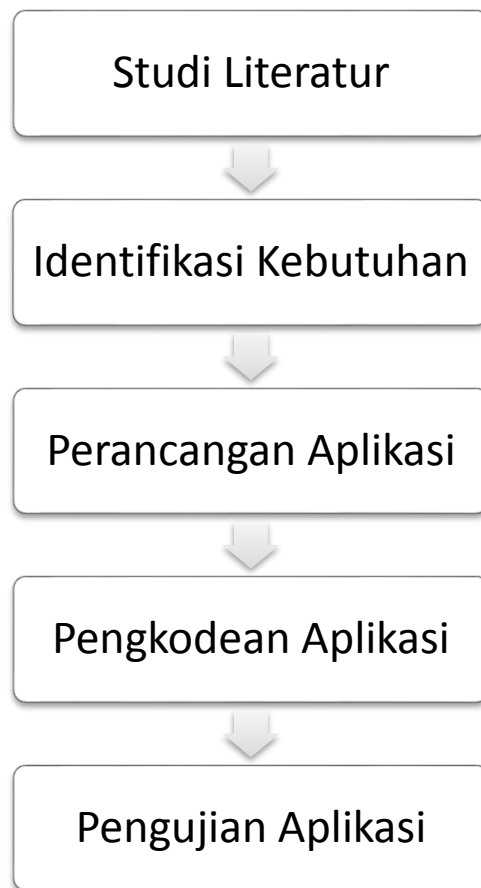 Studi Literatur
Identifikasi Kebutuhan
Perancangan Aplikasi
Pengkodean Aplikasi
Pengujian Aplikasi